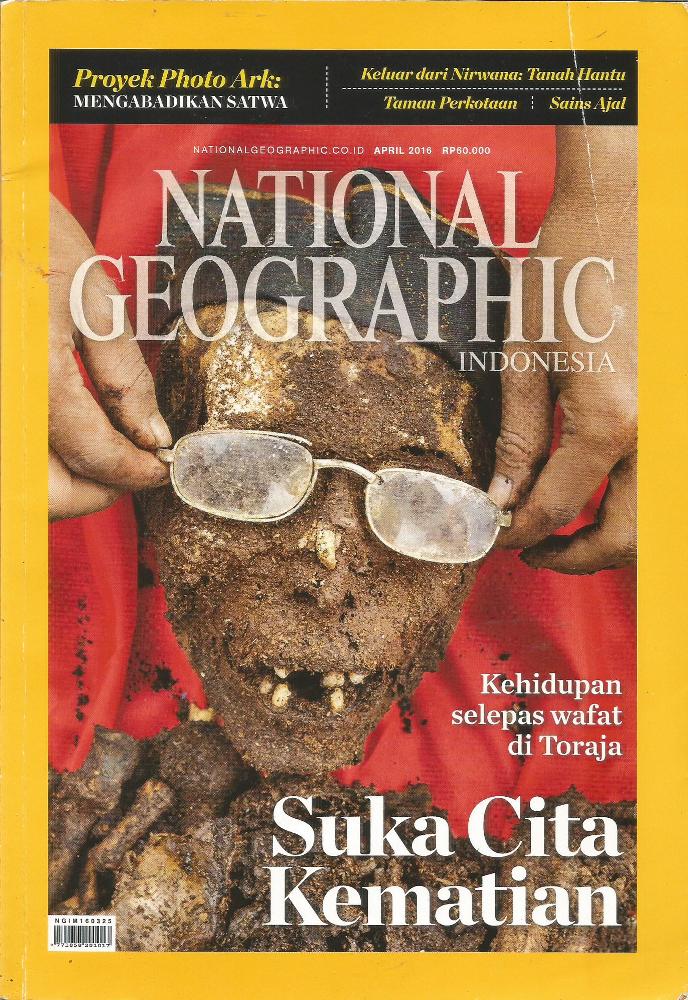 Proyek Photo Ark:
MENGABADIKAN SATWA
Keluar dari Nirwana: Tanah Hantu
Taman Perkotaan
Sains Ajal
NATIONALGEOGRAPHIC.CO.ID APRIL 2016 RP60.000
NATIONAL
GEOGRAPHIC
INDONESIA
Kehidupan
selepas wafat
di Toraja
Suka Cita
Kematian
NGIM160325